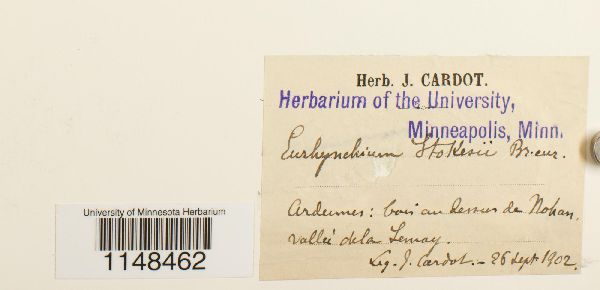 Herb. J. CARDOT.
Herbarium of the University,
Minneapolis, Minn.
Eurhynchium Stokesii Br. eur.
Ardennes: bois au dessus de Nohan,
vallée de la Semoy.
Leg. J. Cardot. - 26 Sept 1902.
University of Minnesota Herbarium
1148462